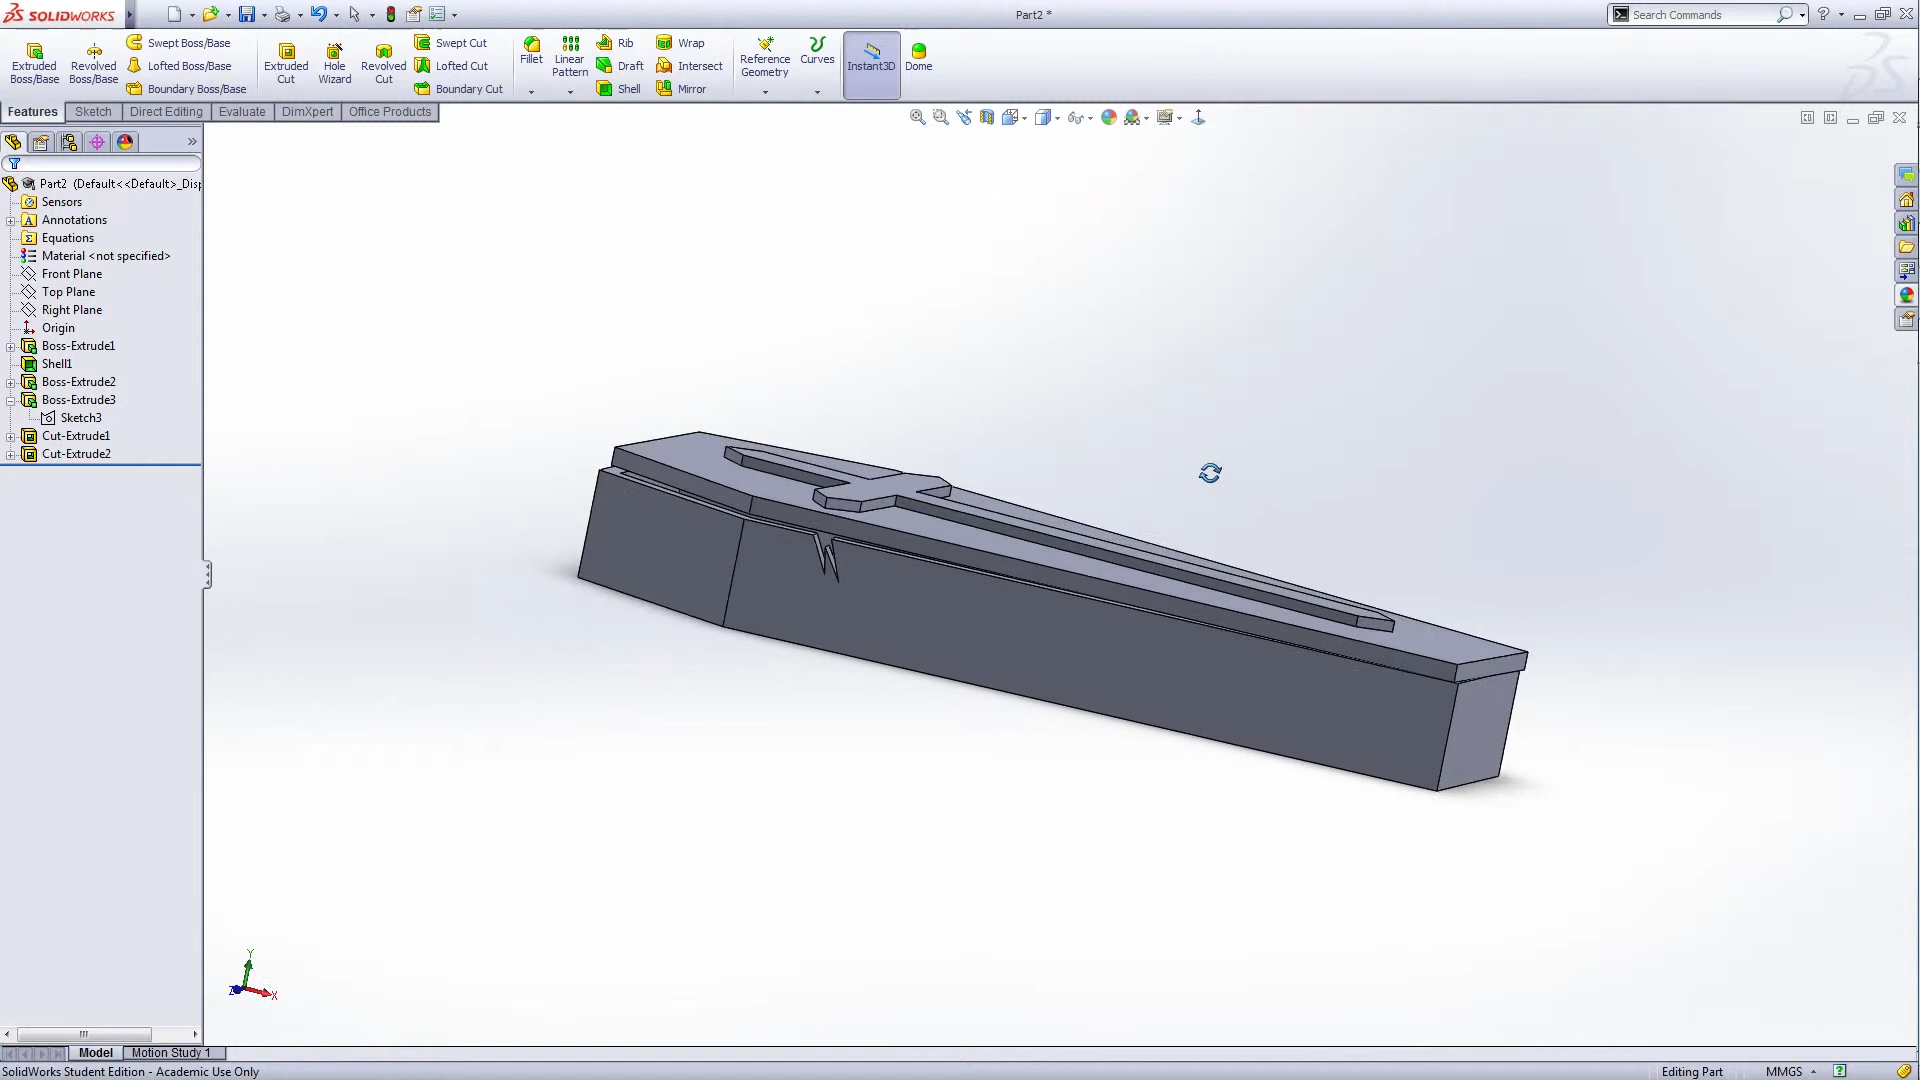 SOLIDWORKS
Part2 *
Search Commands
Extruded Boss/Base
Revolved Boss/Base
Swept Boss/Base
Lofted Boss/Base
Boundary Boss/Base
Extruded Cut
Hole Wizard
Revolved Cut
Swept Cut
Lofted Cut
Boundary Cut
Fillet
Linear Pattern
Rib
Draft
Shell
Wrap
Intersect
Mirror
Reference Geometry
Curves
Instant3D
Dome
Features
Sketch
Direct Editing
Evaluate
DimXpert
Office Products
Part2 (Default<<Default>_Disp
Sensors
Annotations
Equations
Material <not specified>
Front Plane
Top Plane
Right Plane
Origin
Boss-Extrude1
Shell1
Boss-Extrude2
Boss-Extrude3
Sketch3
Cut-Extrude1
Cut-Extrude2
Y
Z
X
Model
Motion Study 1
SolidWorks Student Edition - Academic Use Only
Editing Part
MMGS